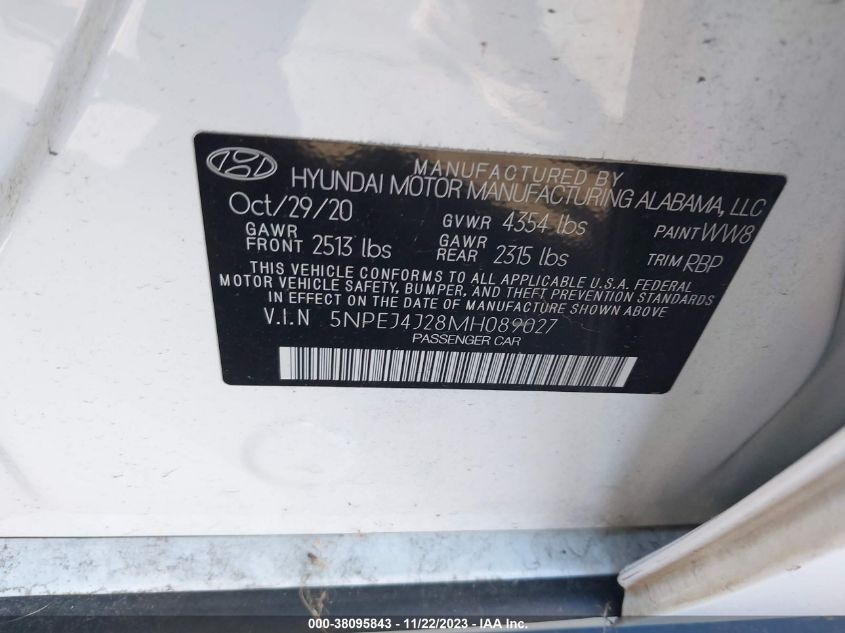 MANUFACTURED BY
HYUNDAI MOTOR MANUFACTURING ALABAMA, LLC
Oct/29/20 GVWR 4354 lbs PAINT WW8
GAWR FRONT 2513 lbs GAWR REAR 2315 lbs TRIM RBP
THIS VEHICLE CONFORMS TO ALL APPLICABLE U.S.A. FEDERAL
MOTOR VEHICLE SAFETY, BUMPER, AND THEFT PREVENTION STANDARDS
IN EFFECT ON THE DATE OF MANUFACTURE SHOWN ABOVE
V.I.N 5NPEJ4J28MH089027
PASSENGER CAR
000-38095843 - 11/22/2023 - IAA Inc.